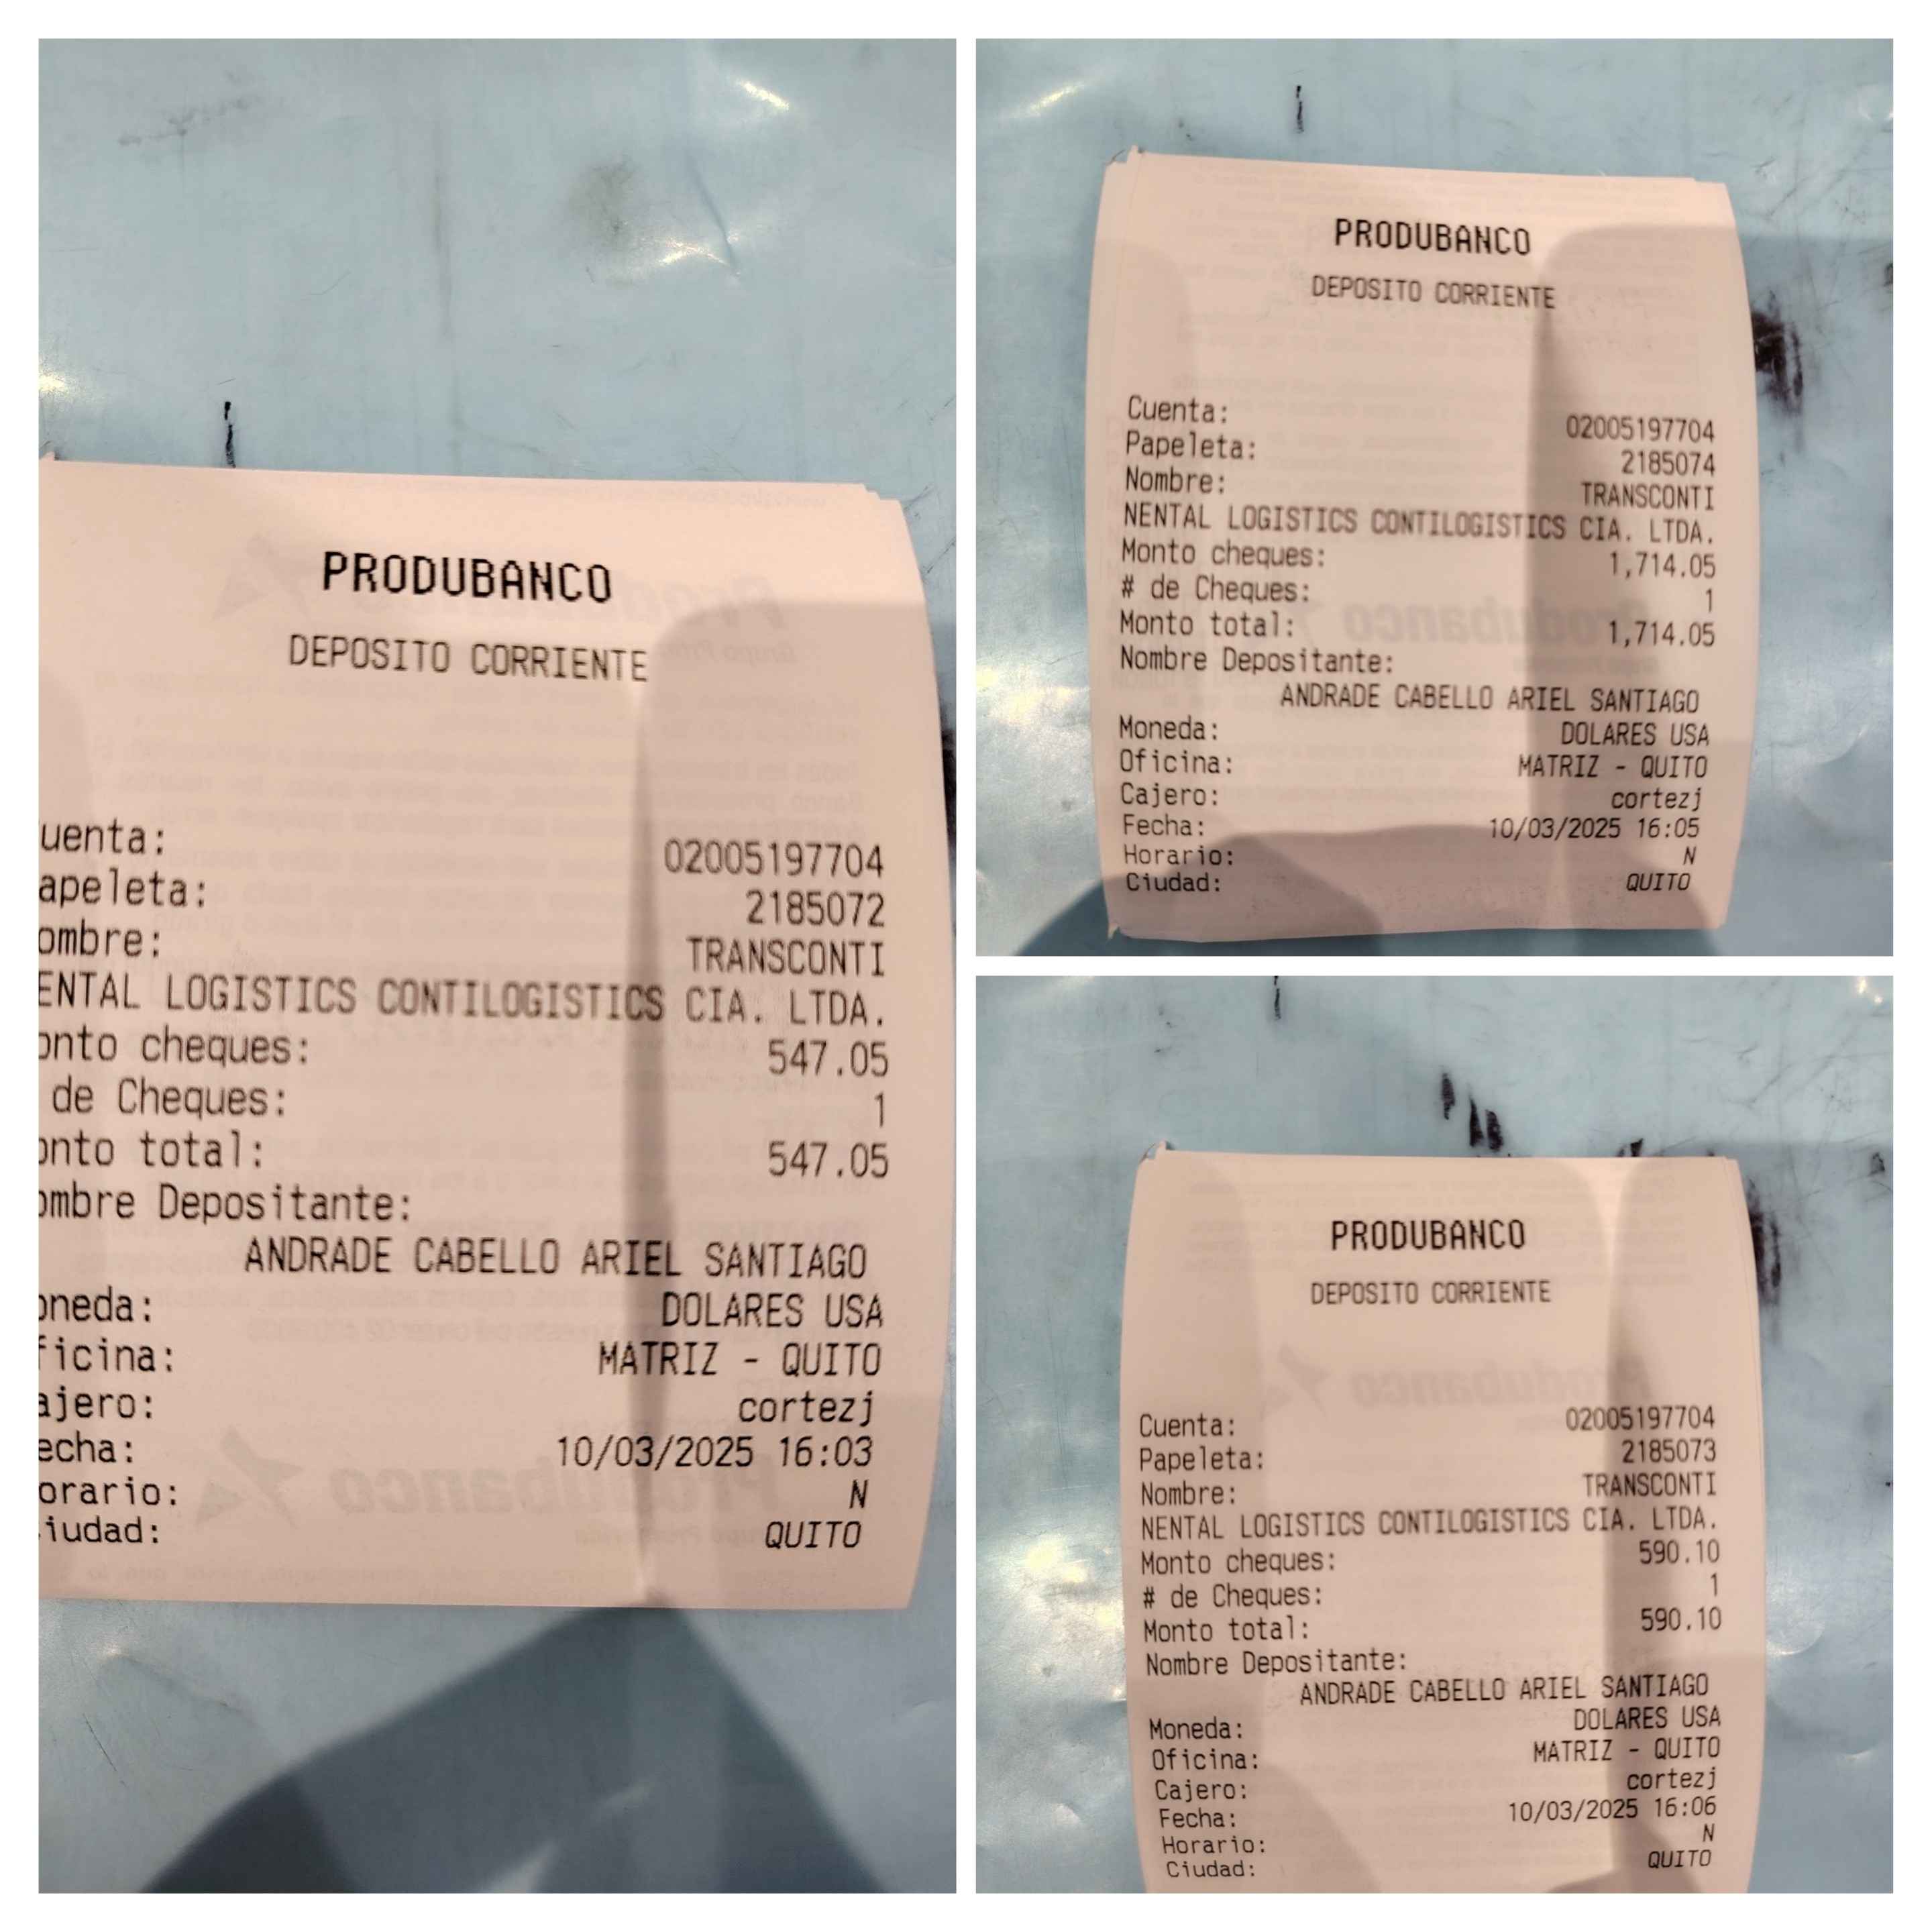 PRODUBANCO
DEPOSITO CORRIENTE
uenta: 02005197704
apeleta: 2185072
ombre: TRANSCONTI
ENTAL LOGISTICS CONTILOGISTICS CIA. LTDA.
onto cheques: 547.05
de Cheques: 1
onto total: 547.05
ombre Depositante:
ANDRADE CABELLO ARIEL SANTIAGO
oneda: DOLARES USA
ficina: MATRIZ - QUITO
ajero: cortezj
echa: 10/03/2025 16:03
orario: N
iudad: QUITO
PRODUBANCO
DEPOSITO CORRIENTE
Cuenta: 02005197704
Papeleta: 2185074
Nombre: TRANSCONTI
NENTAL LOGISTICS CONTILOGISTICS CIA. LTDA.
Monto cheques: 1,714.05
# de Cheques: 1
Monto total: 1,714.05
Nombre Depositante:
ANDRADE CABELLO ARIEL SANTIAGO
Moneda: DOLARES USA
Oficina: MATRIZ - QUITO
Cajero: cortezj
Fecha: 10/03/2025 16:05
Horario: N
Ciudad: QUITO
PRODUBANCO
DEPOSITO CORRIENTE
Cuenta: 02005197704
Papeleta: 2185073
Nombre: TRANSCONTI
NENTAL LOGISTICS CONTILOGISTICS CIA. LTDA.
Monto cheques: 590.10
# de Cheques: 1
Monto total: 590.10
Nombre Depositante:
ANDRADE CABELLO ARIEL SANTIAGO
Moneda: DOLARES USA
Oficina: MATRIZ - QUITO
Cajero: cortezj
Fecha: 10/03/2025 16:06
Horario: N
Ciudad: QUITO